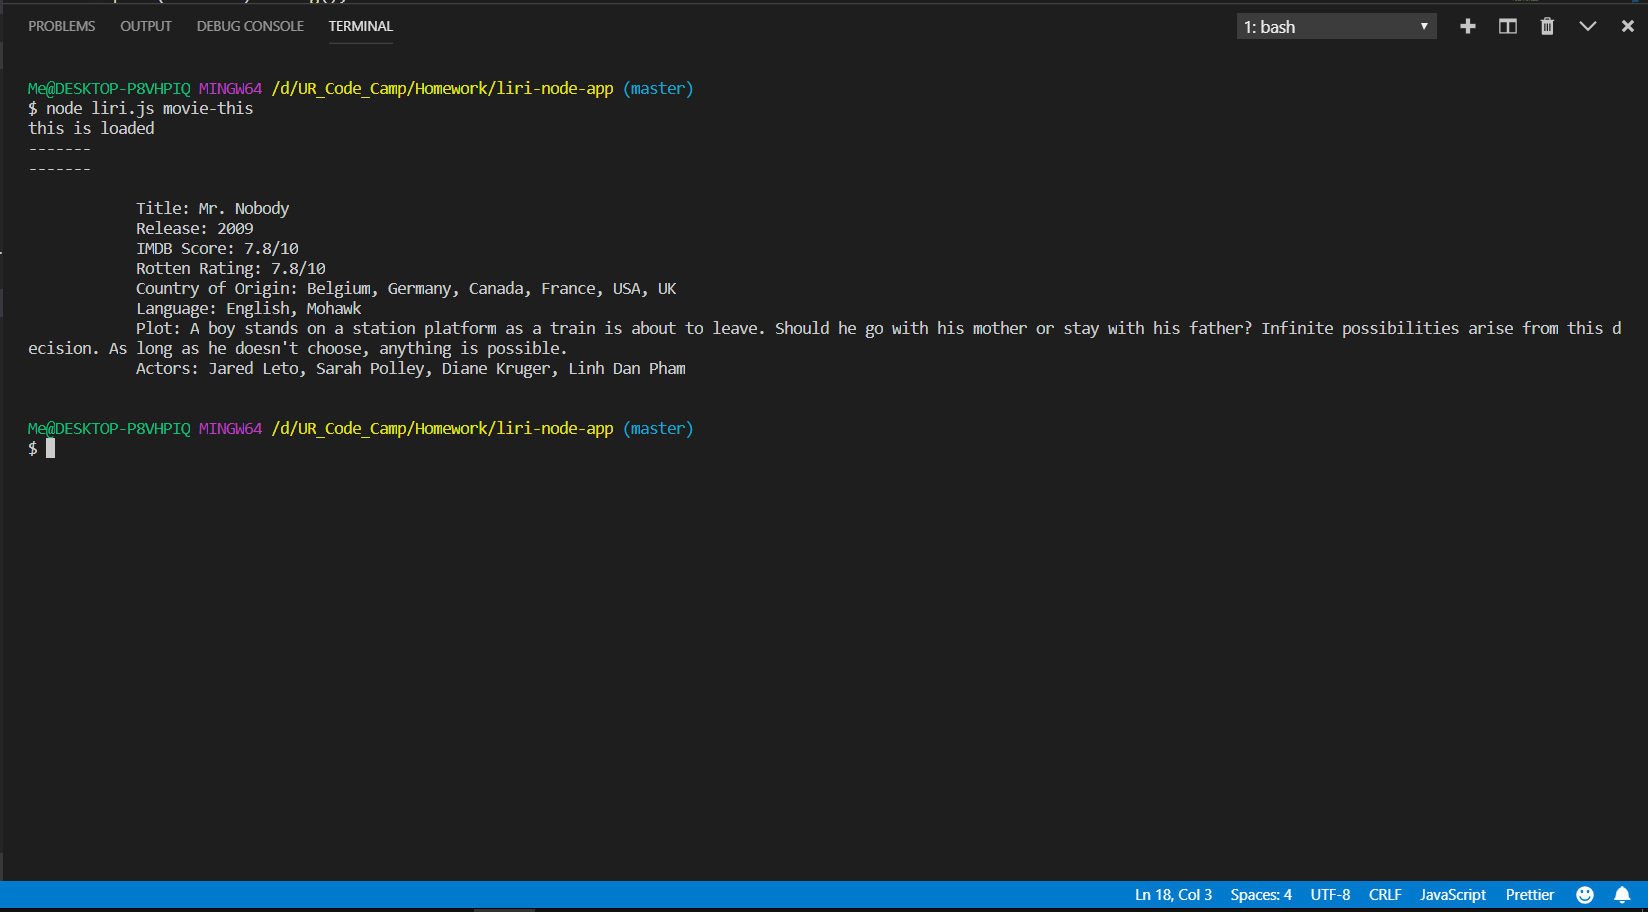 PROBLEMS OUTPUT DEBUG CONSOLE TERMINAL 1: bash
Me@DESKTOP-P8VHPIQ MINGW64 /d/UR_Code_Camp/Homework/liri-node-app (master)
$ node liri.js movie-this
this is loaded
-------
-------
Title: Mr. Nobody
Release: 2009
IMDB Score: 7.8/10
Rotten Rating: 7.8/10
Country of Origin: Belgium, Germany, Canada, France, USA, UK
Language: English, Mohawk
Plot: A boy stands on a station platform as a train is about to leave. Should he go with his mother or stay with his father? Infinite possibilities arise from this d
ecision. As long as he doesn't choose, anything is possible.
Actors: Jared Leto, Sarah Polley, Diane Kruger, Linh Dan Pham
Me@DESKTOP-P8VHPIQ MINGW64 /d/UR_Code_Camp/Homework/liri-node-app (master)
$
Ln 18, Col 3 Spaces: 4 UTF-8 CRLF JavaScript Prettier